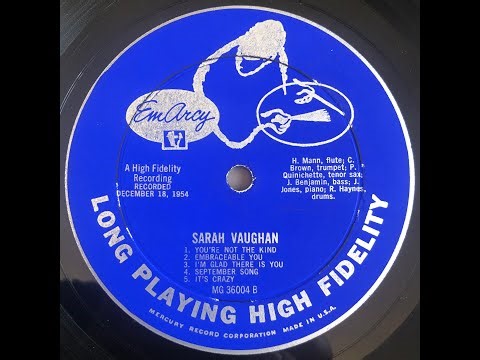 EmArcy
A High Fidelity
Recording
RECORDED
DECEMBER 18, 1954
H. Mann, flute; C.
Brown, trumpet; P.
Quinichette, tenor sax;
J. Benjamin, bass; J.
Jones, piano; R. Haynes,
drums.
SARAH VAUGHAN
1. YOU'RE NOT THE KIND
2. EMBRACEABLE YOU
3. I'M GLAD THERE IS YOU
4. SEPTEMBER SONG
5. IT'S CRAZY
MG 36004 B
LONG PLAYING HIGH FIDELITY
MERCURY RECORD CORPORATION MADE IN U.S.A.